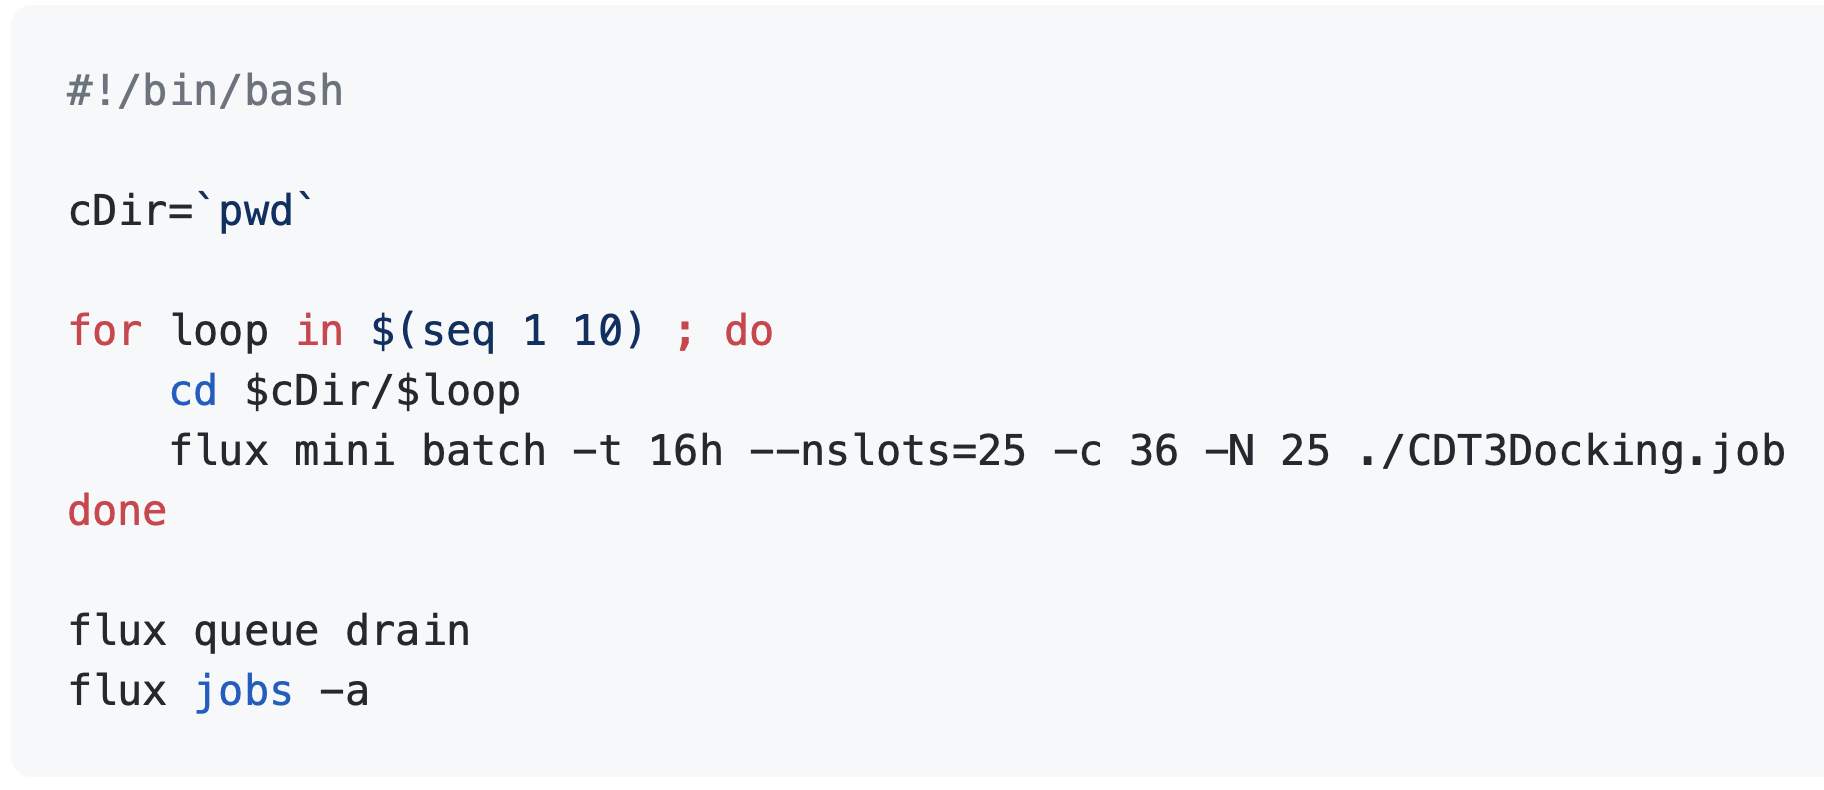 #!/bin/bash
cDir=`pwd`
for loop in $(seq 1 10) ; do
cd $cDir/$loop
flux mini batch -t 16h --nslots=25 -c 36 -N 25 ./CDT3Docking.job
done
flux queue drain
flux jobs -a